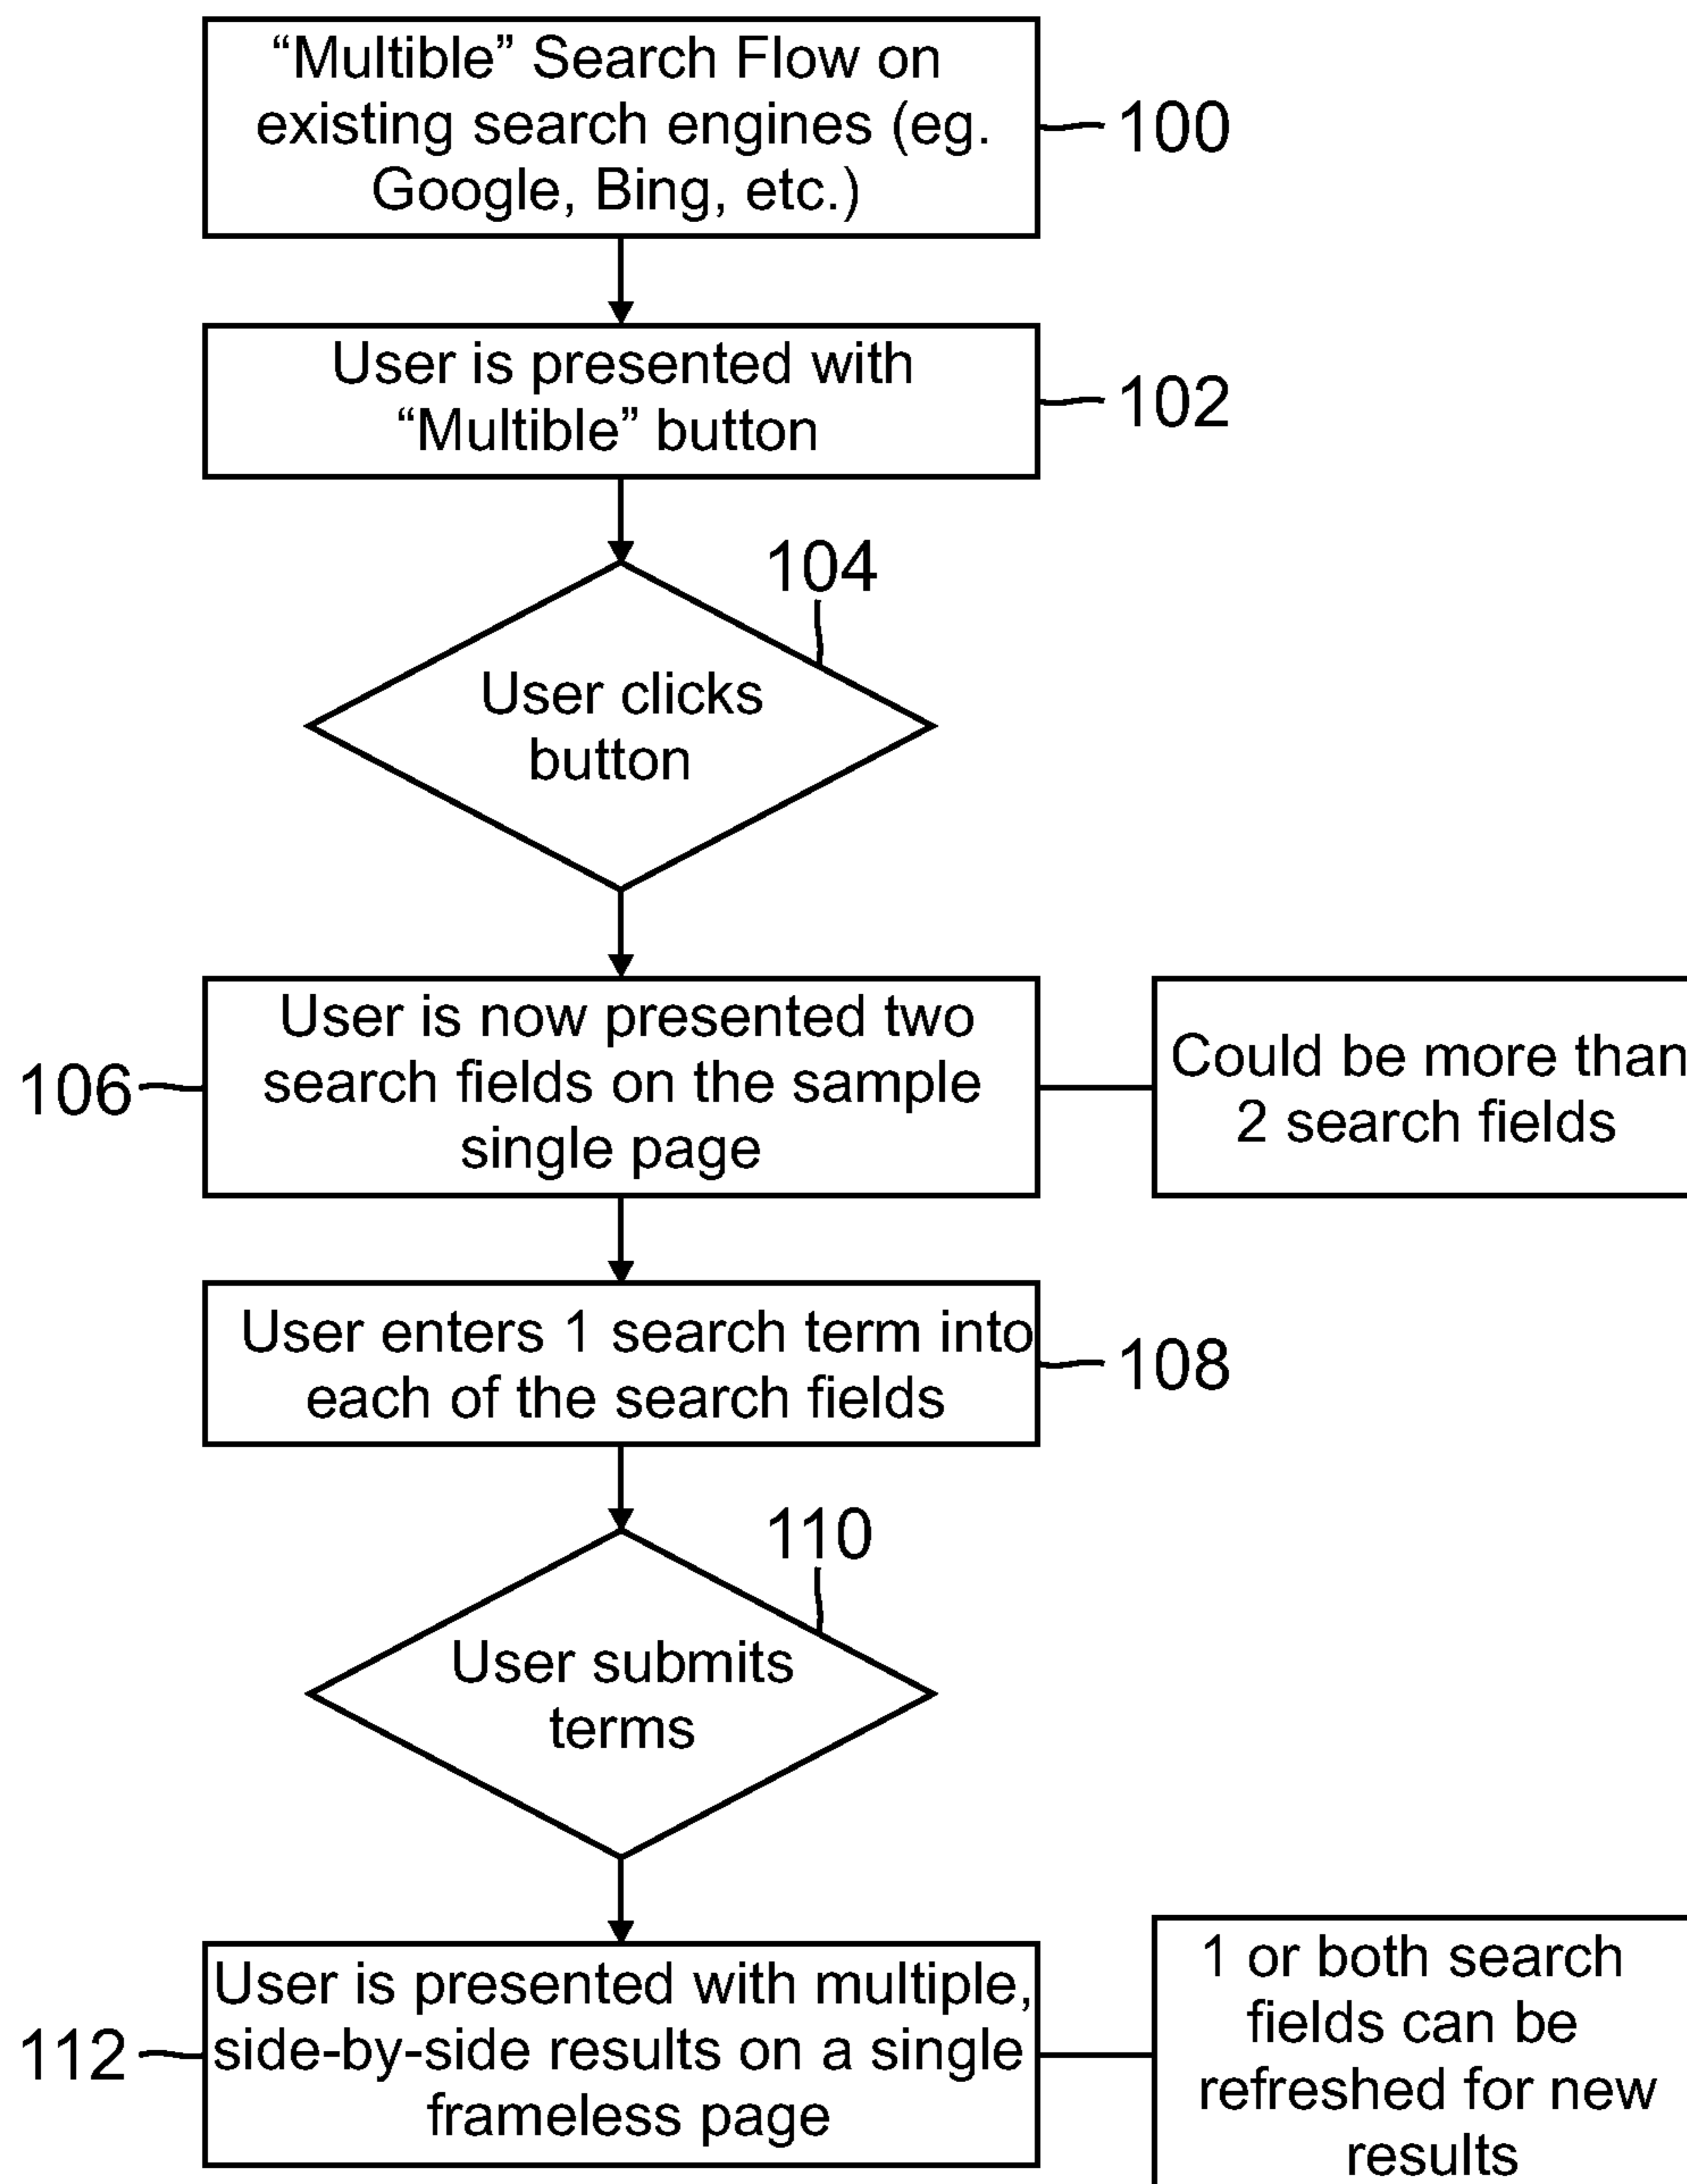 “Multible” Search Flow on
existing search engines (eg.
Google, Bing, etc.)
100
User is presented with
“Multible” button
102
104
User clicks
button
106
User is now presented two
search fields on the sample
single page
Could be more than
2 search fields
User enters 1 search term into
each of the search fields
108
110
User submits
terms
112
User is presented with multiple,
side-by-side results on a single
frameless page
1 or both search
fields can be
refreshed for new
results